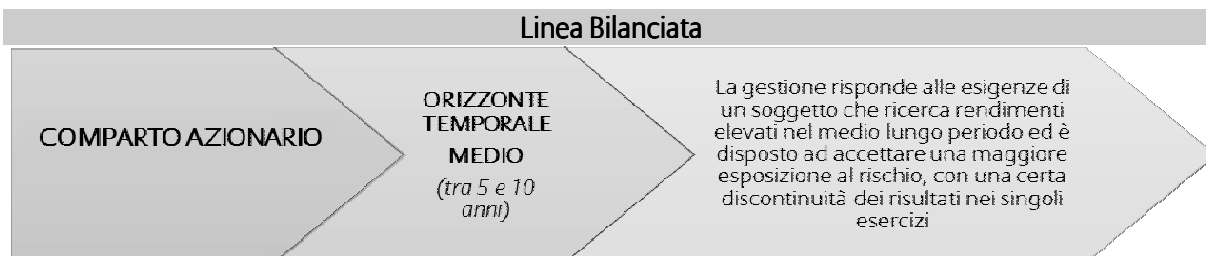 Linea Bilanciata
COMPARTO AZIONARIO
ORIZZONTE
TEMPORALE
MEDIO
(tra 5 e 10
anni)
La gestione risponde alle esigenze di
un soggetto che ricerca rendimenti
elevati nel medio lungo periodo ed è
disposto ad accettare una maggiore
esposizione al rischio, con una certa
discontinuità dei risultati nei singoli
esercizi